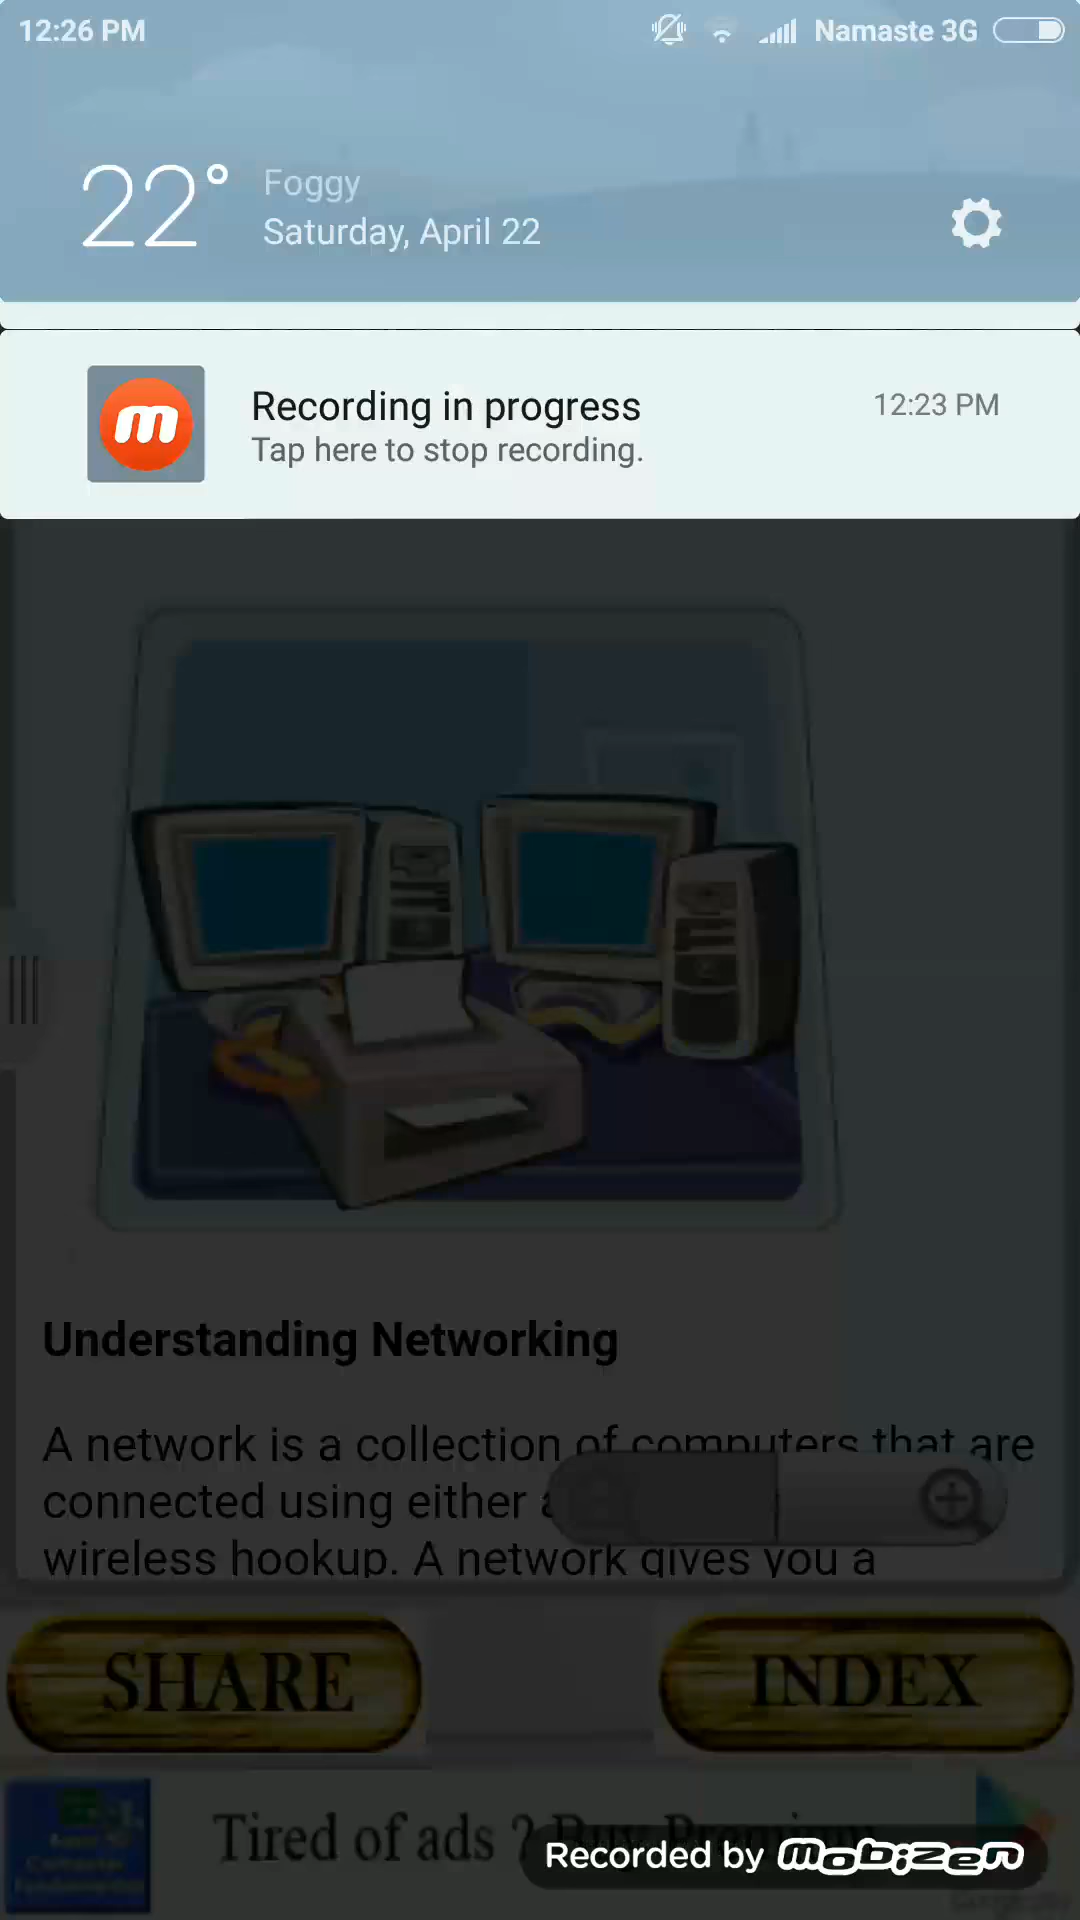 12:26 PM
Namaste 3G
22°
Foggy
Saturday, April 22
m
Recording in progress
12:23 PM
Tap here to stop recording.
Understanding Networking
A network is a collection of computers that are
connected using either a
wireless hookup. A network gives you a
SHARE
INDEX
Tired of ads ? Buy Premium
Recorded by mobizen